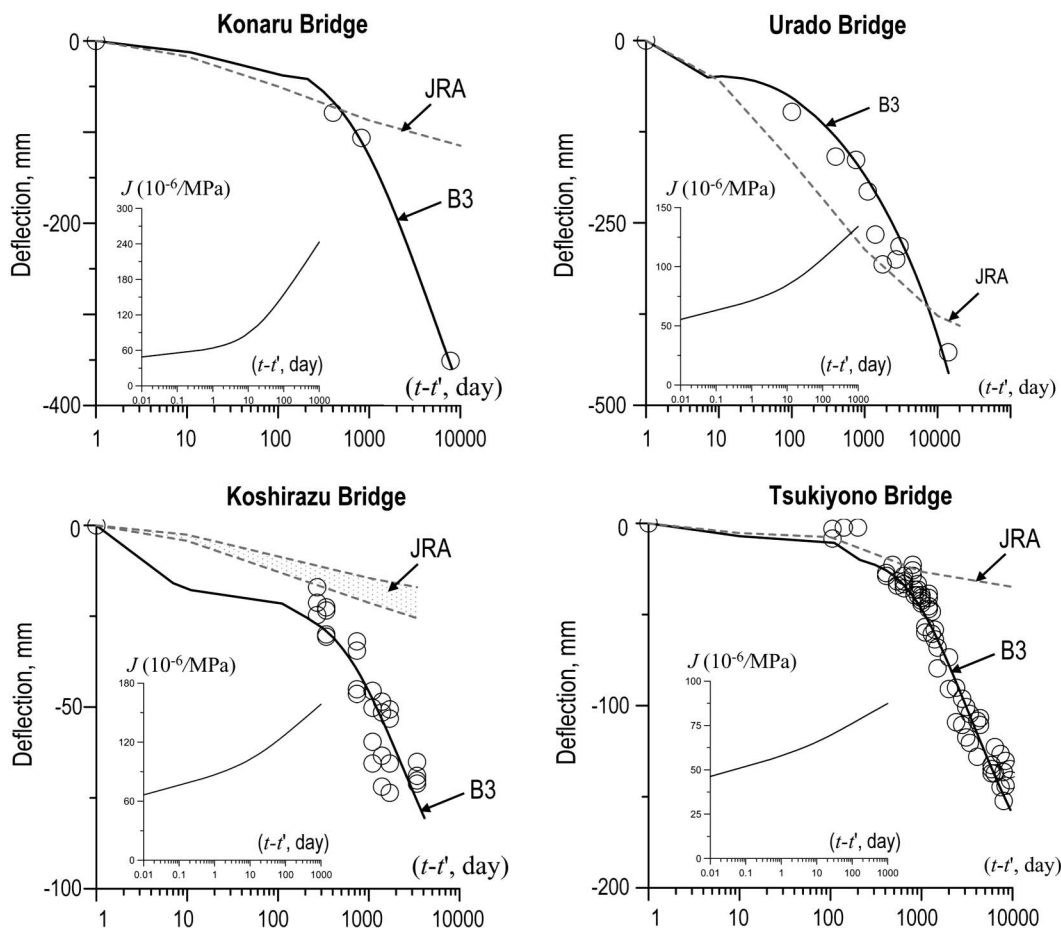 Konaru Bridge
Deflection, mm
0
-200
-400
JRA
B3
J (10-6/MPa)
300
240
180
120
60
0
(t-t', day)
0.01 0.1 1 10 100 1000
(t-t', day)
1 10 100 1000 10000
Urado Bridge
Deflection, mm
0
-250
-500
B3
JRA
J (10-6/MPa)
150
100
50
0
(t-t', day)
0.01 0.1 1 10 100 1000
(t-t', day)
1 10 100 1000 10000
Koshirazu Bridge
Deflection, mm
0
-50
-100
JRA
B3
J (10-6/MPa)
180
120
60
0
(t-t', day)
0.01 0.1 1 10 100 1000
(t-t', day)
1 10 100 1000 10000
Tsukiyono Bridge
Deflection, mm
0
-100
-200
JRA
B3
J (10-6/MPa)
100
75
50
25
0
(t-t', day)
0.01 0.1 1 10 100 1000
(t-t', day)
1 10 100 1000 10000